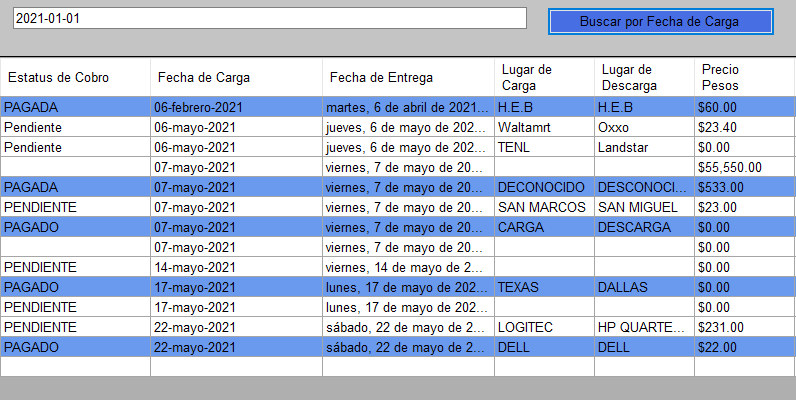 2021-01-01 Buscar por Fecha de Carga
Estatus de Cobro Fecha de Carga Fecha de Entrega Lugar de Carga Lugar de Descarga Precio Pesos
PAGADA 06-febrero-2021 martes, 6 de abril de 2021... H.E.B H.E.B $60.00
Pendiente 06-mayo-2021 jueves, 6 de mayo de 202... Waltamrt Oxxo $23.40
Pendiente 06-mayo-2021 jueves, 6 de mayo de 202... TENL Landstar $0.00
07-mayo-2021 viernes, 7 de mayo de 20... $55,550.00
PAGADA 07-mayo-2021 viernes, 7 de mayo de 20... DECONOCIDO DESCONOCI... $533.00
PENDIENTE 07-mayo-2021 viernes, 7 de mayo de 20... SAN MARCOS SAN MIGUEL $23.00
PAGADO 07-mayo-2021 viernes, 7 de mayo de 20... CARGA DESCARGA $0.00
07-mayo-2021 viernes, 7 de mayo de 20... $0.00
PENDIENTE 14-mayo-2021 viernes, 14 de mayo de 2... $0.00
PAGADO 17-mayo-2021 lunes, 17 de mayo de 202... TEXAS DALLAS $0.00
PENDIENTE 17-mayo-2021 lunes, 17 de mayo de 202... $0.00
PENDIENTE 22-mayo-2021 sábado, 22 de mayo de 2... LOGITEC HP QUARTE... $231.00
PAGADO 22-mayo-2021 sábado, 22 de mayo de 2... DELL DELL $22.00